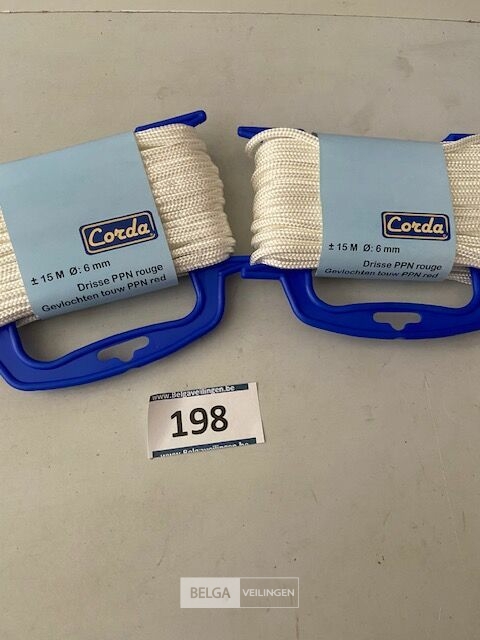 Corda
± 15 M Ø: 6 mm
Drisse PPN rouge
Gevlochten touw PPN red
Corda
± 15 M Ø: 6 mm
Drisse PPN rouge
Gevlochten touw PPN red
www.Belgaveilingen.be
198
www.Belgaveilingen.be
BELGA VEILINGEN